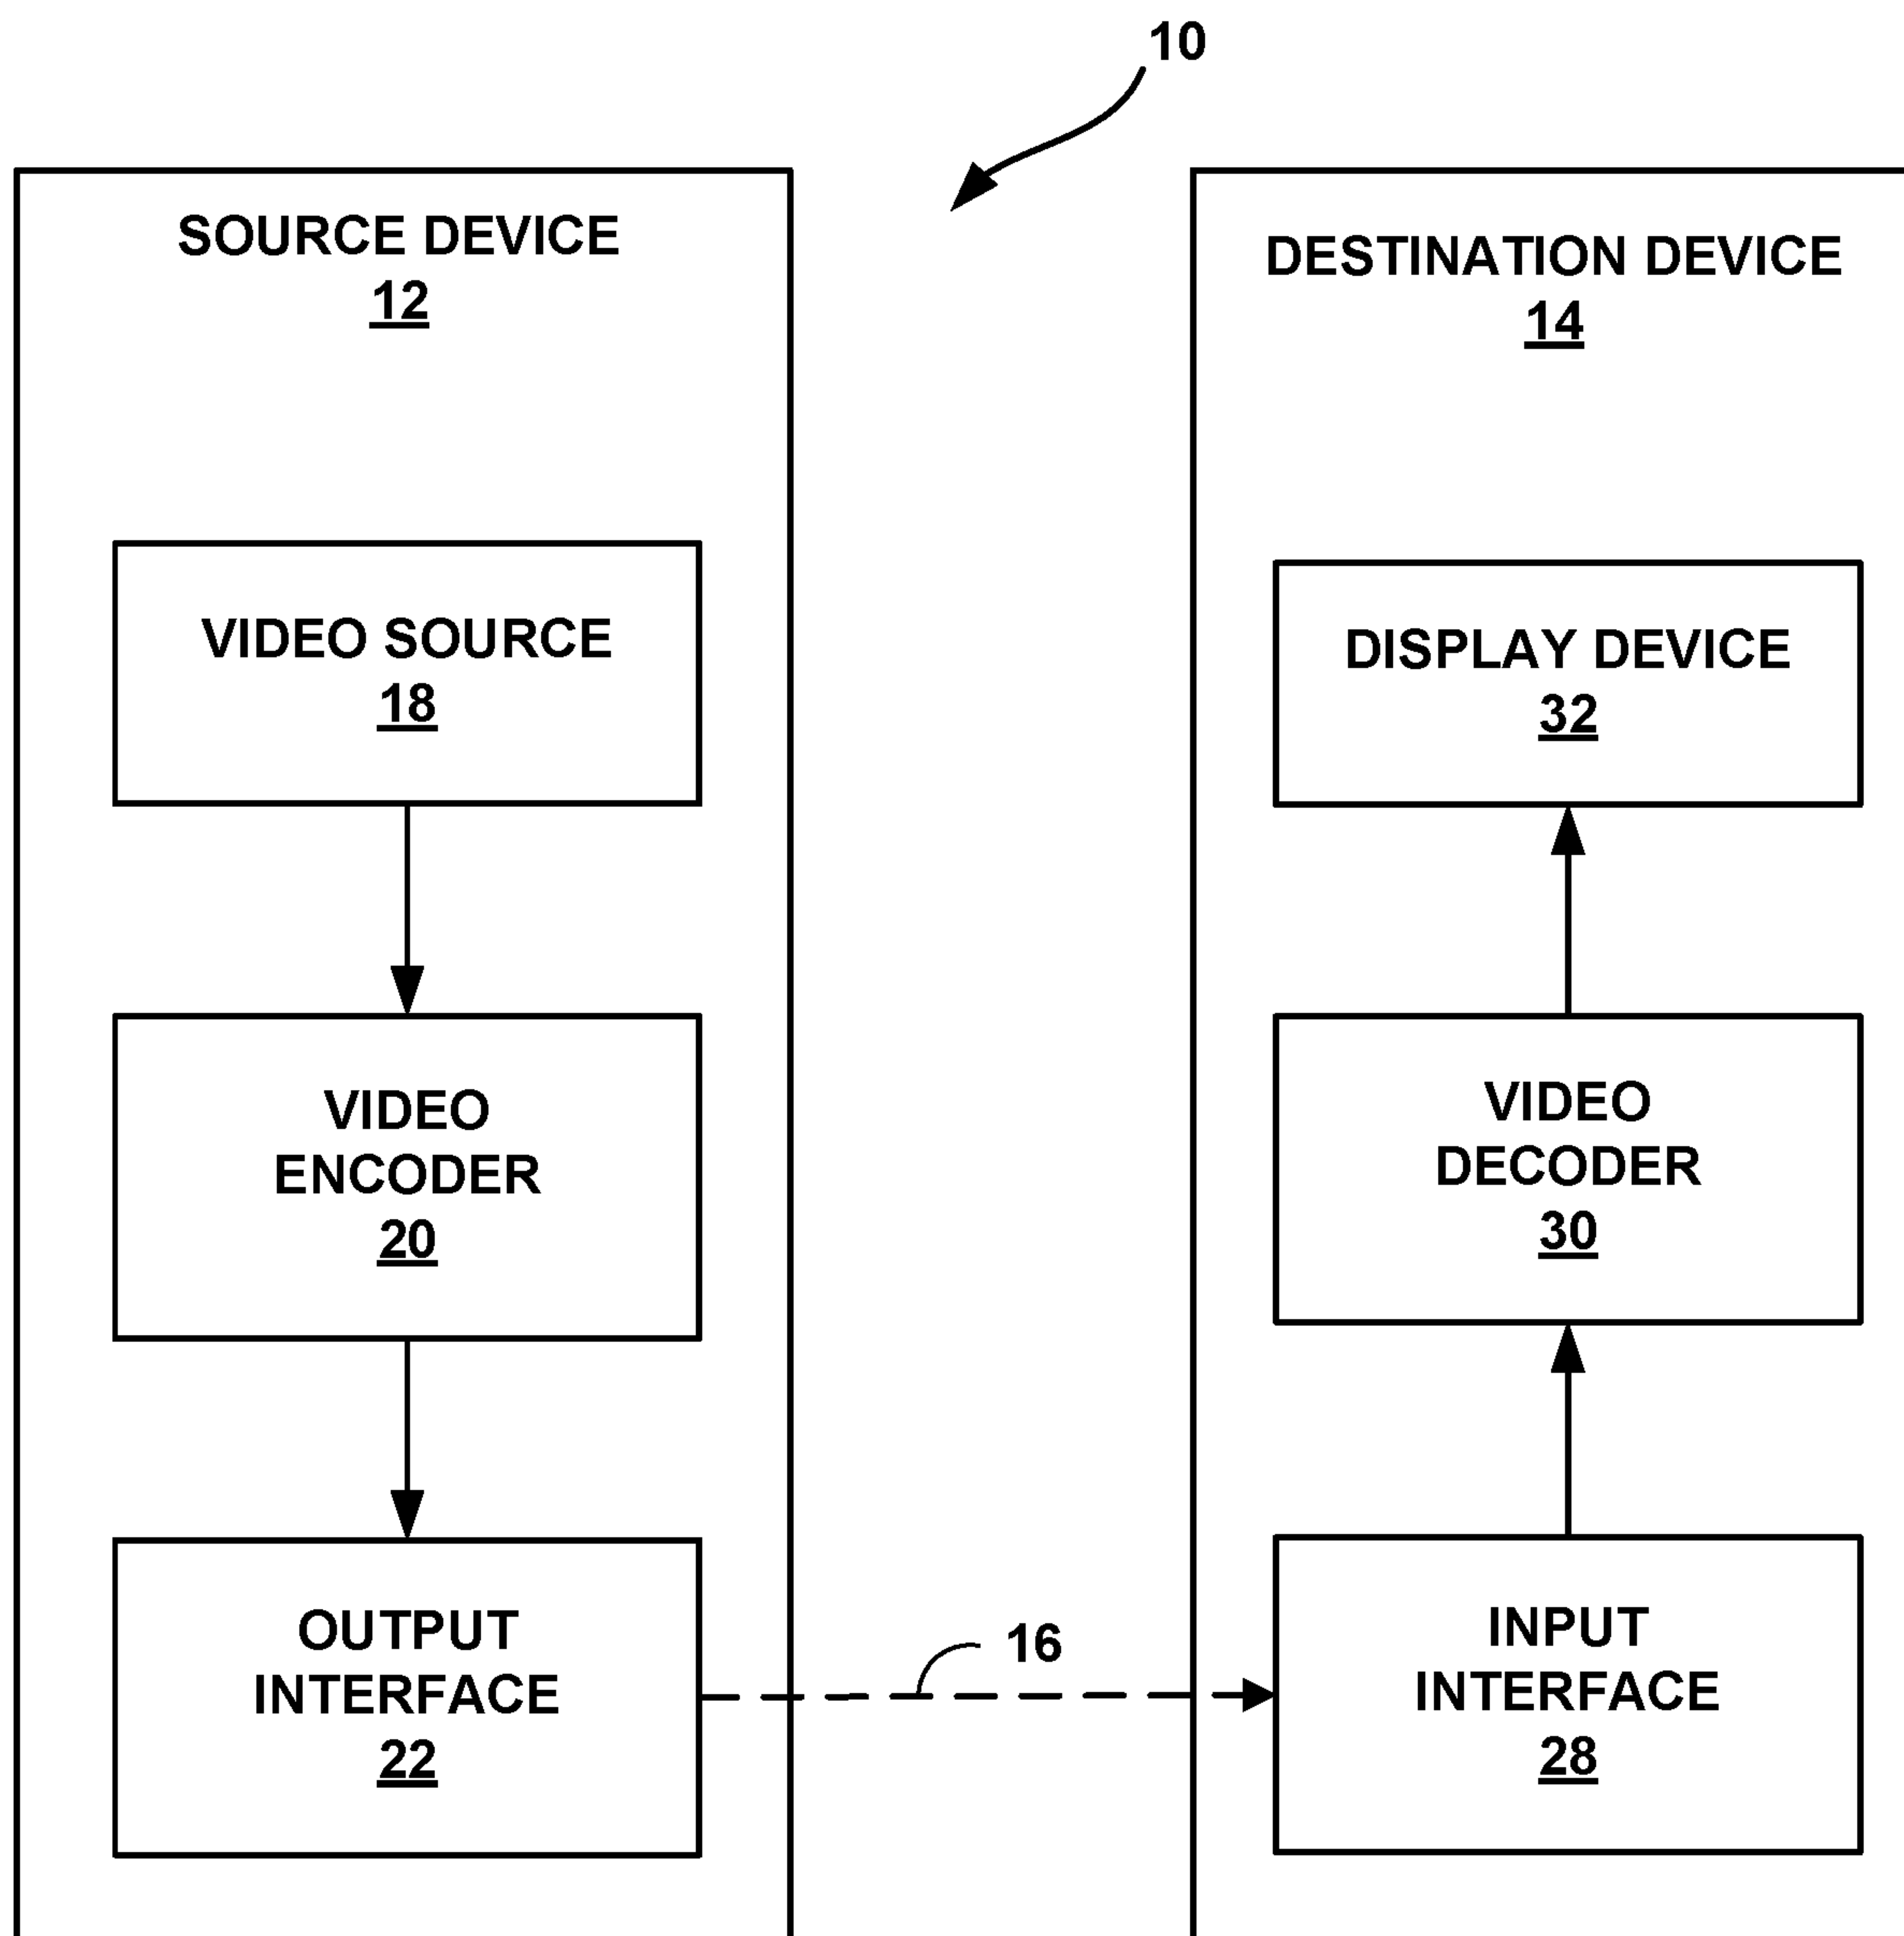 10
SOURCE DEVICE
12
VIDEO SOURCE
18
VIDEO
ENCODER
20
OUTPUT
INTERFACE
22
16
DESTINATION DEVICE
14
DISPLAY DEVICE
32
VIDEO
DECODER
30
INPUT
INTERFACE
28